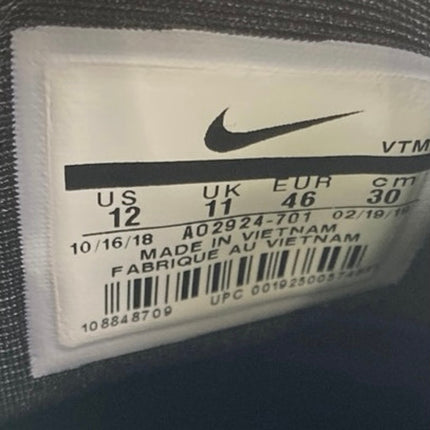 VTM
US UK EUR cm
12 11 46 30
10/16/18 AO2924-701 02/19/19
MADE IN VIETNAM
FABRIQUE AU VIETNAM
108848709 UPC